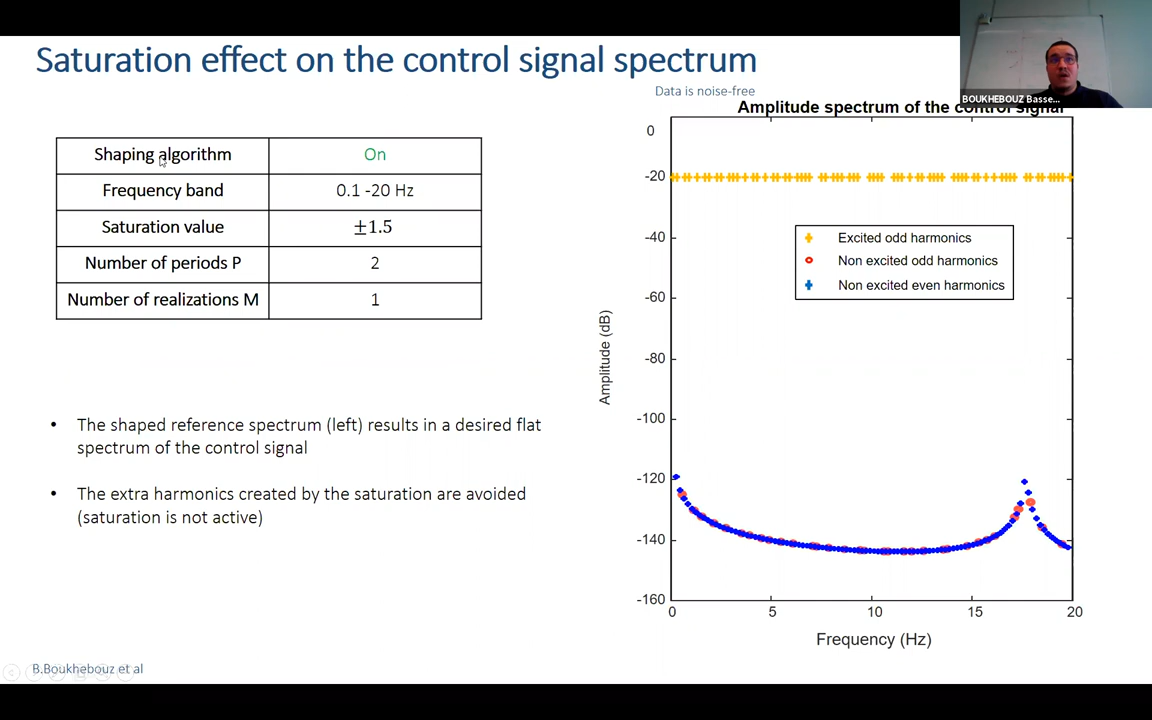 Saturation effect on the control signal spectrum
BOUKHEBOUZ Basse...
Data is noise-free
Amplitude spectrum of the control signal
Shaping algorithm On
Frequency band 0.1 -20 Hz
Saturation value ±1.5
Number of periods P 2
Number of realizations M 1
• The shaped reference spectrum (left) results in a desired flat
spectrum of the control signal
• The extra harmonics created by the saturation are avoided
(saturation is not active)
0
-20
-40
-60
-80
-100
-120
-140
-160
Amplitude (dB)
Excited odd harmonics
Non excited odd harmonics
Non excited even harmonics
0 5 10 15 20
Frequency (Hz)
B.Boukhebouz et al